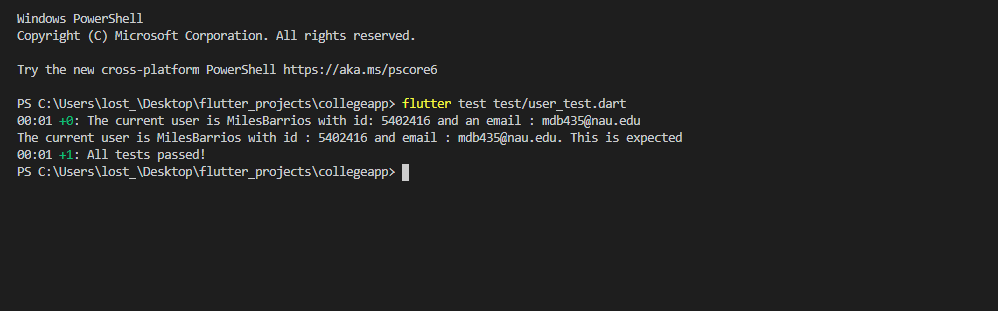 Windows PowerShell
Copyright (C) Microsoft Corporation. All rights reserved.
Try the new cross-platform PowerShell https://aka.ms/pscore6
PS C:\Users\lost_\Desktop\flutter_projects\collegeapp> flutter test test/user_test.dart
00:01 +0: The current user is MilesBarrios with id: 5402416 and an email : mdb435@nau.edu
The current user is MilesBarrios with id : 5402416 and email : mdb435@nau.edu. This is expected
00:01 +1: All tests passed!
PS C:\Users\lost_\Desktop\flutter_projects\collegeapp>